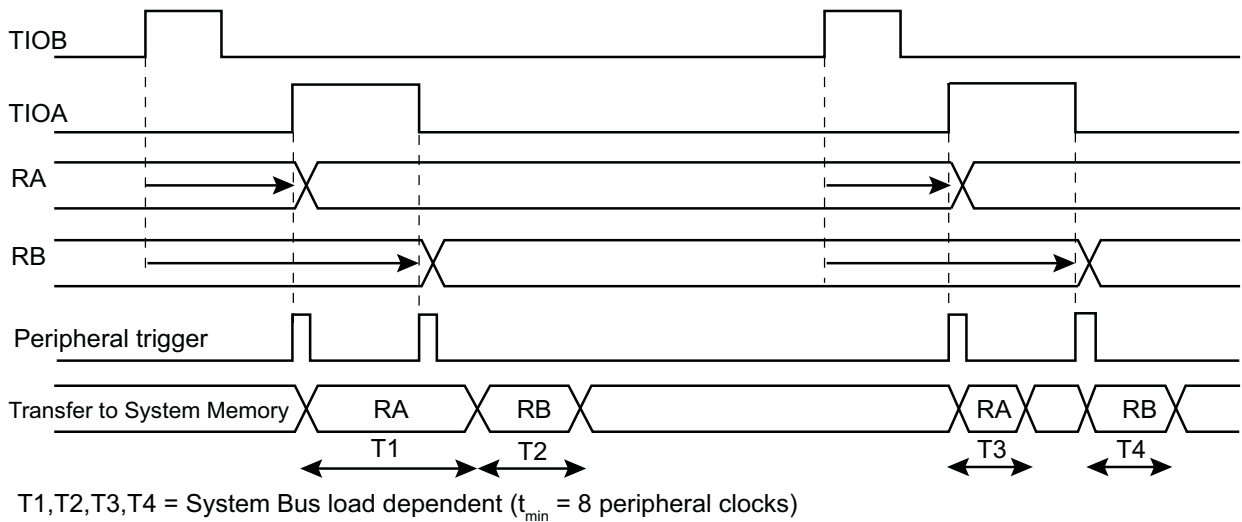 TIOB
TIOA
RA
RB
Peripheral trigger
Transfer to System Memory RA RB RA RB
T1 T2 T3 T4
T1,T2,T3,T4 = System Bus load dependent (tmin = 8 peripheral clocks)